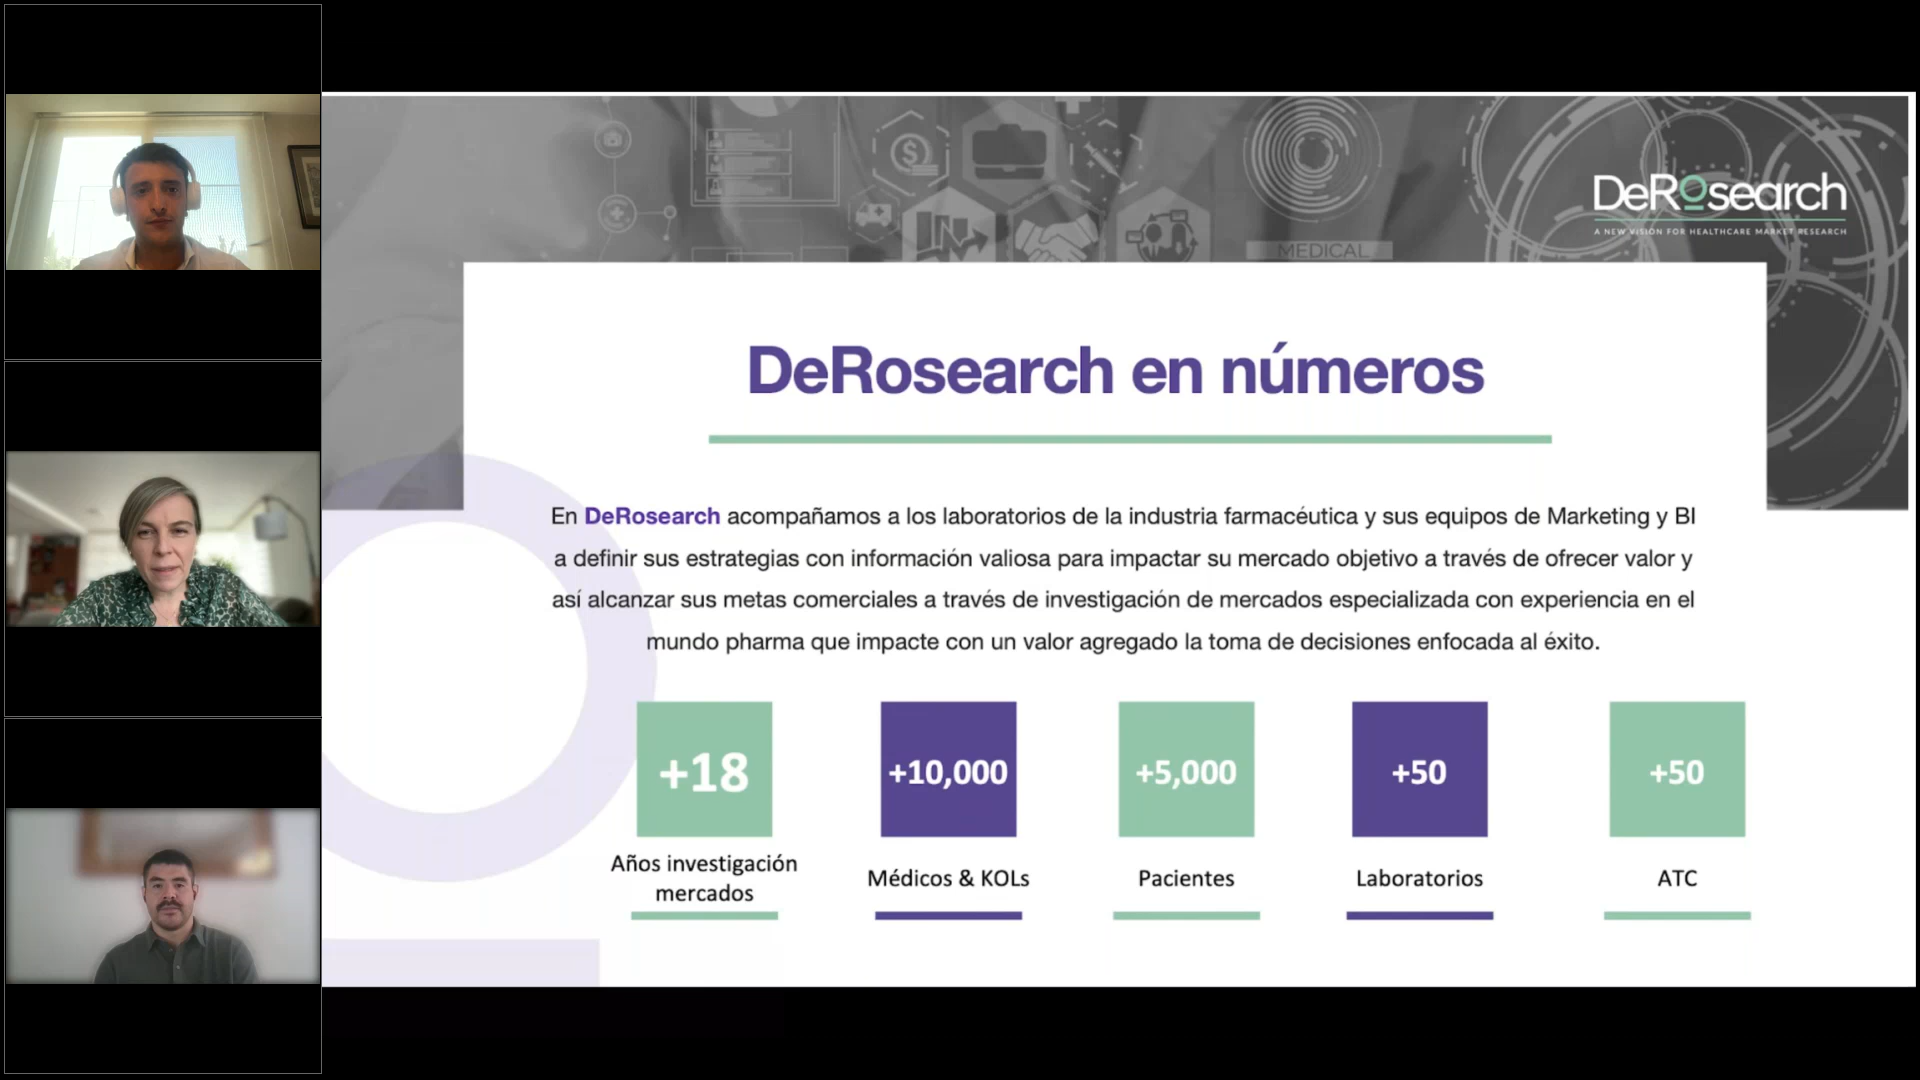 MEDICAL
DeRosearch
A NEW VISION FOR HEALTHCARE MARKET RESEARCH
DeRosearch en números
En DeRosearch acompañamos a los laboratorios de la industria farmacéutica y sus equipos de Marketing y BI
a definir sus estrategias con información valiosa para impactar su mercado objetivo a través de ofrecer valor y
así alcanzar sus metas comerciales a través de investigación de mercados especializada con experiencia en el
mundo pharma que impacte con un valor agregado la toma de decisiones enfocada al éxito.
+18
Años investigación
mercados
+10,000
Médicos & KOLs
+5,000
Pacientes
+50
Laboratorios
+50
ATC